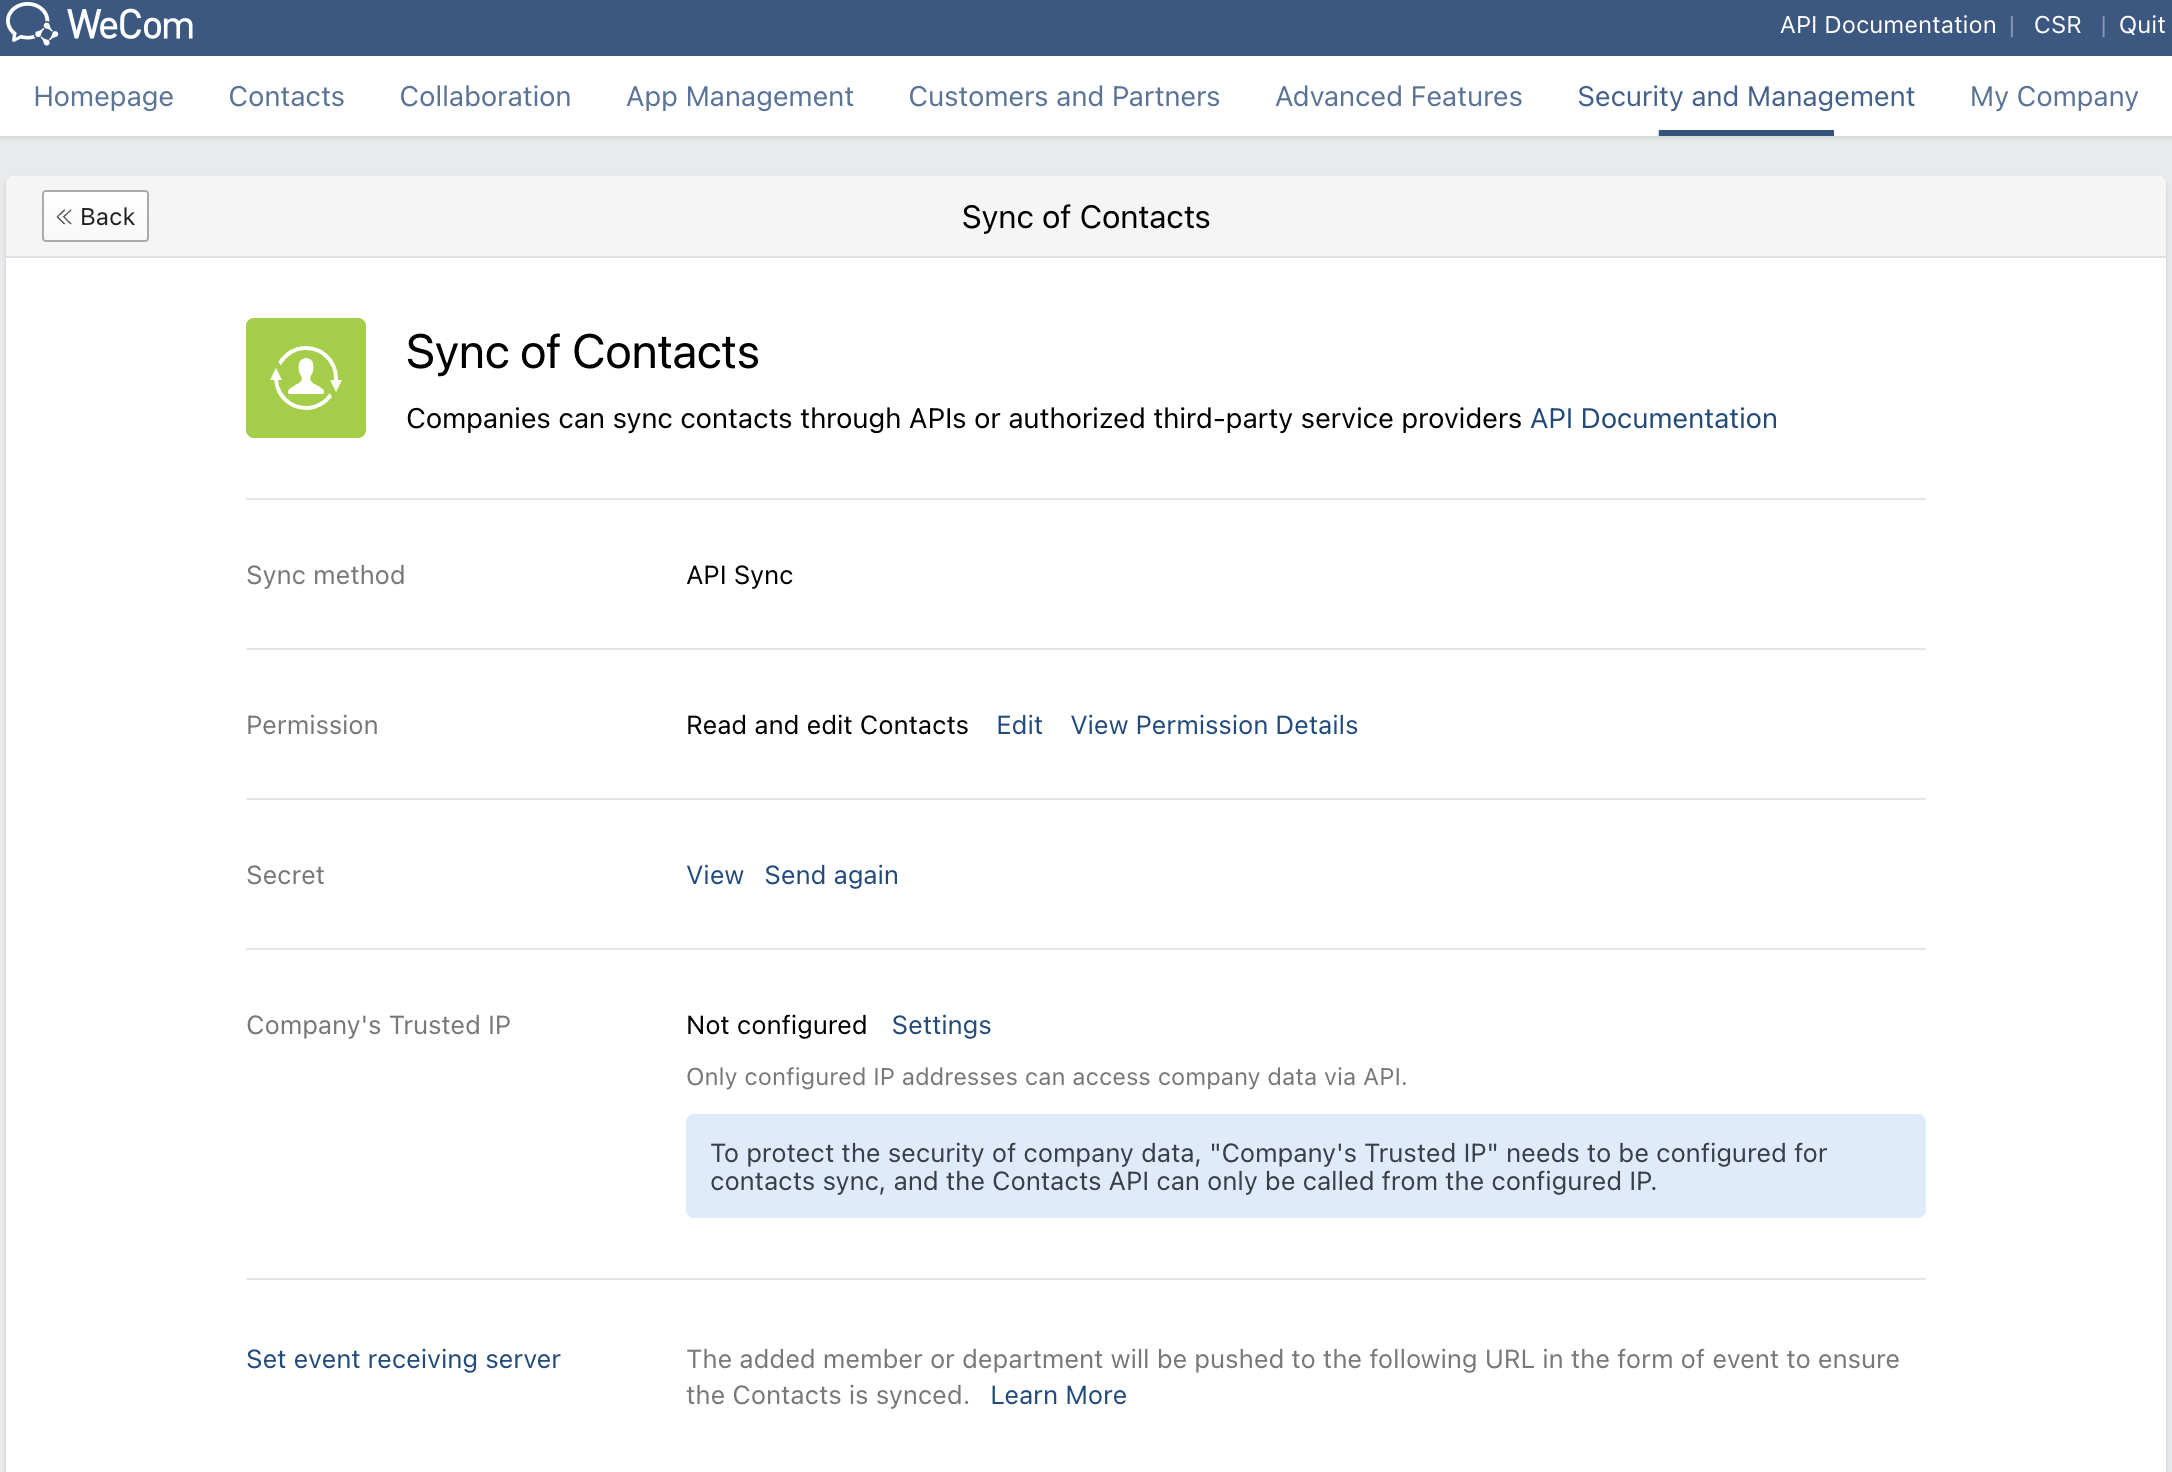 WeCom
API Documentation | CSR | Quit
Homepage Contacts Collaboration App Management Customers and Partners Advanced Features Security and Management My Company
« Back
Sync of Contacts
Sync of Contacts
Companies can sync contacts through APIs or authorized third-party service providers API Documentation
Sync method API Sync
Permission Read and edit Contacts Edit View Permission Details
Secret View Send again
Company's Trusted IP Not configured Settings
Only configured IP addresses can access company data via API.
To protect the security of company data, "Company's Trusted IP" needs to be configured for
contacts sync, and the Contacts API can only be called from the configured IP.
Set event receiving server The added member or department will be pushed to the following URL in the form of event to ensure
the Contacts is synced. Learn More